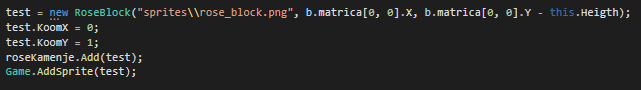 test = new RoseBlock("sprites\\rose_block.png", b.matrica[0, 0].X, b.matrica[0, 0].Y - this.Heigth);
test.KoomX = 0;
test.KoomY = 1;
roseKamenje.Add(test);
Game.AddSprite(test);